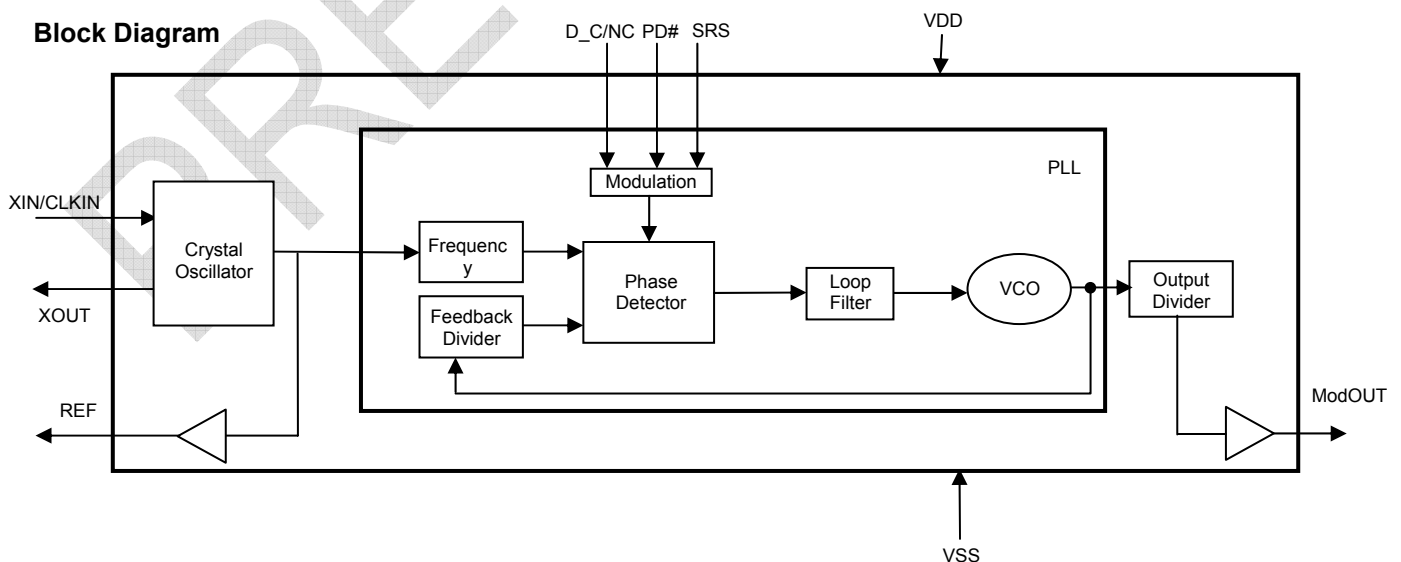 Block Diagram
D_C/NC PD# SRS
VDD
PLL
Modulation
XIN/CLKIN
Crystal
Oscillator
XOUT
REF
Frequenc
y
Feedback
Divider
Phase
Detector
Loop
Filter
VCO
Output
Divider
ModOUT
VSS
PRE